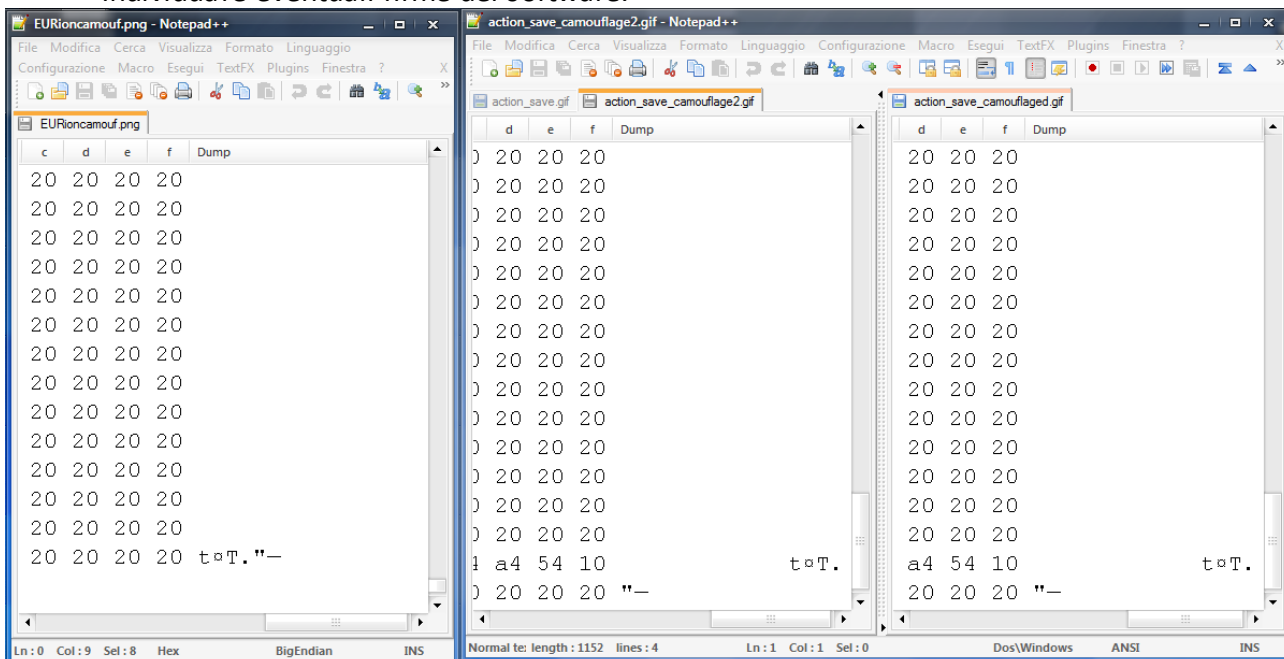 individuare eventuali firme del software.
EURioncamouf.png - Notepad++
File Modifica Cerca Visualizza Formato Linguaggio
Configurazione Macro Esegui TextFX Plugins Finestra ? X
EURioncamouf.png
c d e f Dump
20 20 20 20
20 20 20 20
20 20 20 20
20 20 20 20
20 20 20 20
20 20 20 20
20 20 20 20
20 20 20 20
20 20 20 20
20 20 20 20
20 20 20 20
20 20 20 20
20 20 20 20
20 20 20 20 t¤T."—
Ln : 0 Col : 9 Sel : 8 Hex BigEndian INS
action_save_camouflage2.gif - Notepad++
File Modifica Cerca Visualizza Formato Linguaggio Configurazione Macro Esegui TextFX Plugins Finestra ? X
action_save.gif action_save_camouflage2.gif
d e f Dump
20 20 20
20 20 20
20 20 20
20 20 20
20 20 20
20 20 20
20 20 20
20 20 20
20 20 20
20 20 20
20 20 20
20 20 20
20 20 20
20 20 20
a4 54 10 t¤T.
20 20 20 "—
action_save_camouflaged.gif
d e f Dump
20 20 20
20 20 20
20 20 20
20 20 20
20 20 20
20 20 20
20 20 20
20 20 20
20 20 20
20 20 20
20 20 20
20 20 20
20 20 20
20 20 20
a4 54 10 t¤T.
20 20 20 "—
Normal te: length : 1152 lines : 4 Ln : 1 Col : 1 Sel : 0 Dos\Windows ANSI INS